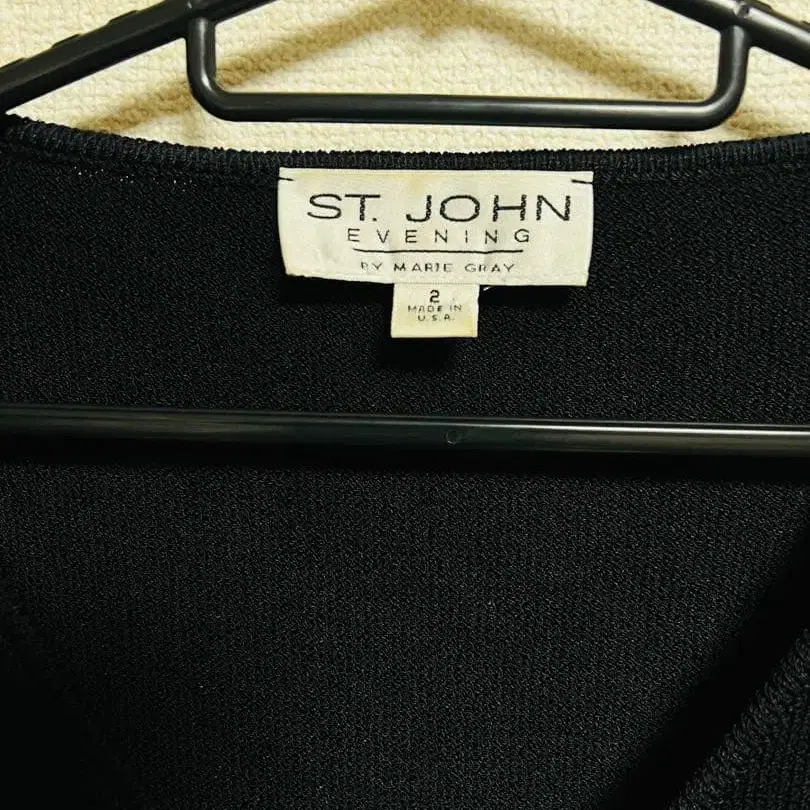 ST. JOHN
EVENING
BY MARIE GRAY
2
MADE IN
U.S.A.